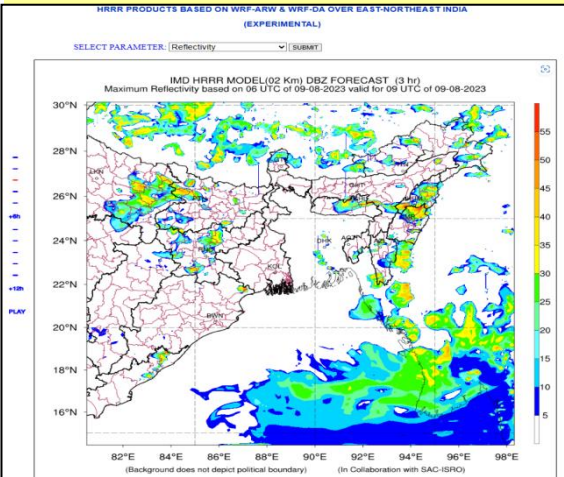 HRRR PRODUCTS BASED ON WRF-ARW & WRF-DA OVER EAST-NORTHEAST INDIA
(EXPERIMENTAL)
SELECT PARAMETER: Reflectivity SUBMIT
IMD HRRR MODEL(02 Km) DBZ FORECAST (3 hr)
Maximum Reflectivity based on 06 UTC of 09-08-2023 valid for 09 UTC of 09-08-2023
30°N
28°N
26°N
24°N
22°N
20°N
18°N
16°N
55
50
45
40
35
30
25
20
15
10
5
LKN
DHK
KOL
BWN
+6h
+12h
PLAY
82°E 84°E 86°E 88°E 90°E 92°E 94°E 96°E 98°E
(Background does not depict political boundary) (In Collaboration with SAC-ISRO)